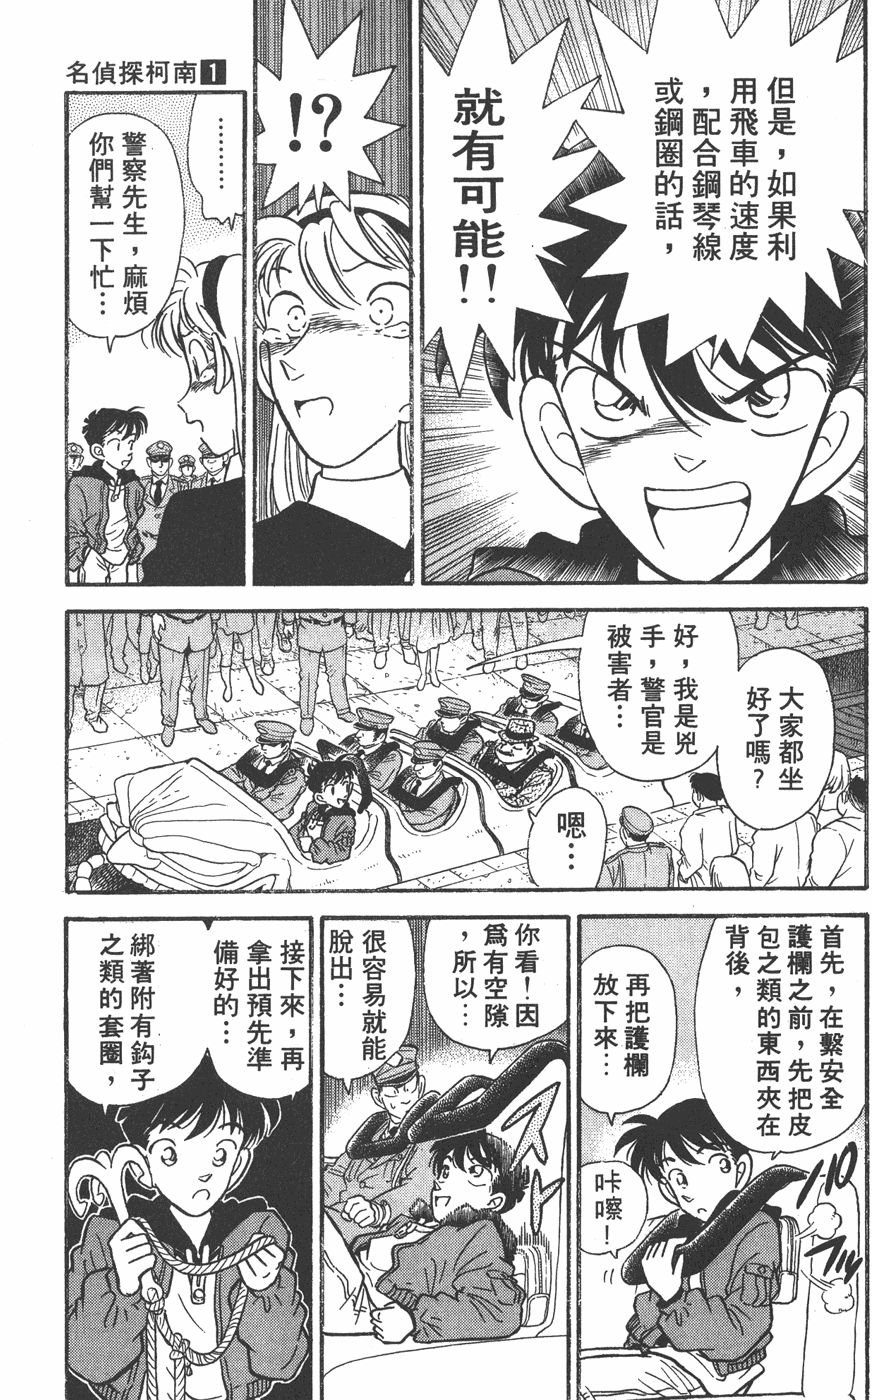 名偵探柯南1
但是，如果利
用飛車的速度
，配合鋼琴線
或鋼圈的話，
就有可能!!
!?
………
警察先生，麻煩
你們幫一下忙…
大家都坐
好了嗎?
好，我是兇
手，警官是
被害者…
嗯…
首先，在繫安全
護欄之前，先把皮
包之類的東西夾在
背後，
再把護欄
放下來…
咔嚓!
你看!因
為有空隙
，所以…
很容易就能
脫出…
スッ
接下來，再
拿出預先準
備好的…
綁著附有鈎子
之類的套圈，